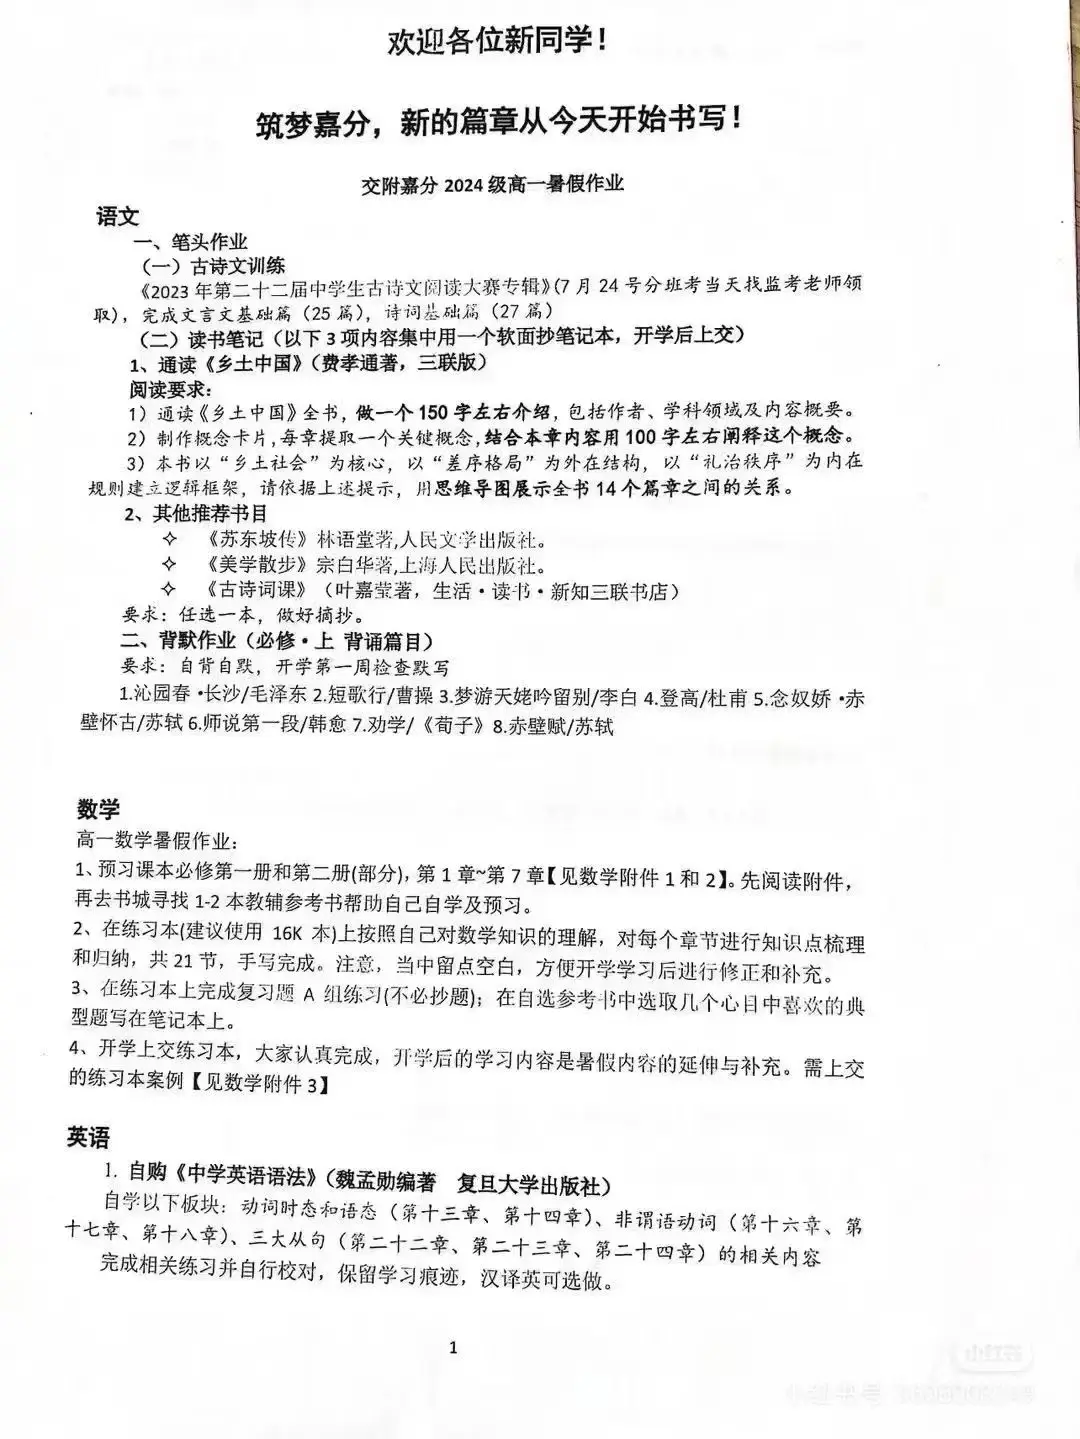 欢迎各位新同学！
筑梦嘉分，新的篇章从今天开始书写！
交附嘉分 2024 级高一暑假作业
语文
一、笔头作业
（一）古诗文训练
《2023 年第二十二届中学生古诗文阅读大赛专辑》（7 月 24 号分班考当天找监考老师领
取），完成文言文基础篇（25 篇），诗词基础篇（27 篇）
（二）读书笔记（以下 3 项内容集中用一个软面抄笔记本，开学后上交）
1、通读《乡土中国》（费孝通著，三联版）
阅读要求：
1）通读《乡土中国》全书，做一个 150 字左右介绍，包括作者、学科领域及内容概要。
2）制作概念卡片,每章提取一个关键概念,结合本章内容用 100 字左右阐释这个概念。
3）本书以“乡土社会”为核心，以“差序格局”为外在结构，以“礼治秩序”为内在
规则建立逻辑框架，请依据上述提示，用思维导图展示全书 14 个篇章之间的关系。
2、其他推荐书目
✧ 《苏东坡传》林语堂著,人民文学出版社。
✧ 《美学散步》宗白华著,上海人民出版社。
✧ 《古诗词课》（叶嘉莹著，生活·读书·新知三联书店）
要求：任选一本，做好摘抄。
二、背默作业（必修·上 背诵篇目）
要求：自背自默，开学第一周检查默写
1.沁园春 ·长沙/毛泽东 2.短歌行/曹操 3.梦游天姥吟留别/李白 4.登高/杜甫 5.念奴娇 ·赤
壁怀古/苏轼 6.师说第一段/韩愈 7.劝学/《荀子》8.赤壁赋/苏轼
数学
高一数学暑假作业：
1、预习课本必修第一册和第二册(部分)，第 1 章~第 7 章【见数学附件 1 和 2】。先阅读附件，
再去书城寻找 1-2 本教辅参考书帮助自己自学及预习。
2、在练习本(建议使用 16K 本)上按照自己对数学知识的理解，对每个章节进行知识点梳理
和归纳，共 21 节，手写完成。注意，当中留点空白，方便开学学习后进行修正和补充。
3、在练习本上完成复习题 A 组练习(不必抄题)；在自选参考书中选取几个心目中喜欢的典
型题写在笔记本上。
4、开学上交练习本，大家认真完成，开学后的学习内容是暑假内容的延伸与补充。需上交
的练习本案例【见数学附件 3】
英语
1. 自购《中学英语语法》（魏孟勋编著 复旦大学出版社）
自学以下板块：动词时态和语态（第十三章、第十四章）、非谓语动词（第十六章、第
十七章、第十八章）、三大从句（第二十二章、第二十三章、第二十四章）的相关内容
完成相关练习并自行校对，保留学习痕迹，汉译英可选做。
1
小红书
小红书号